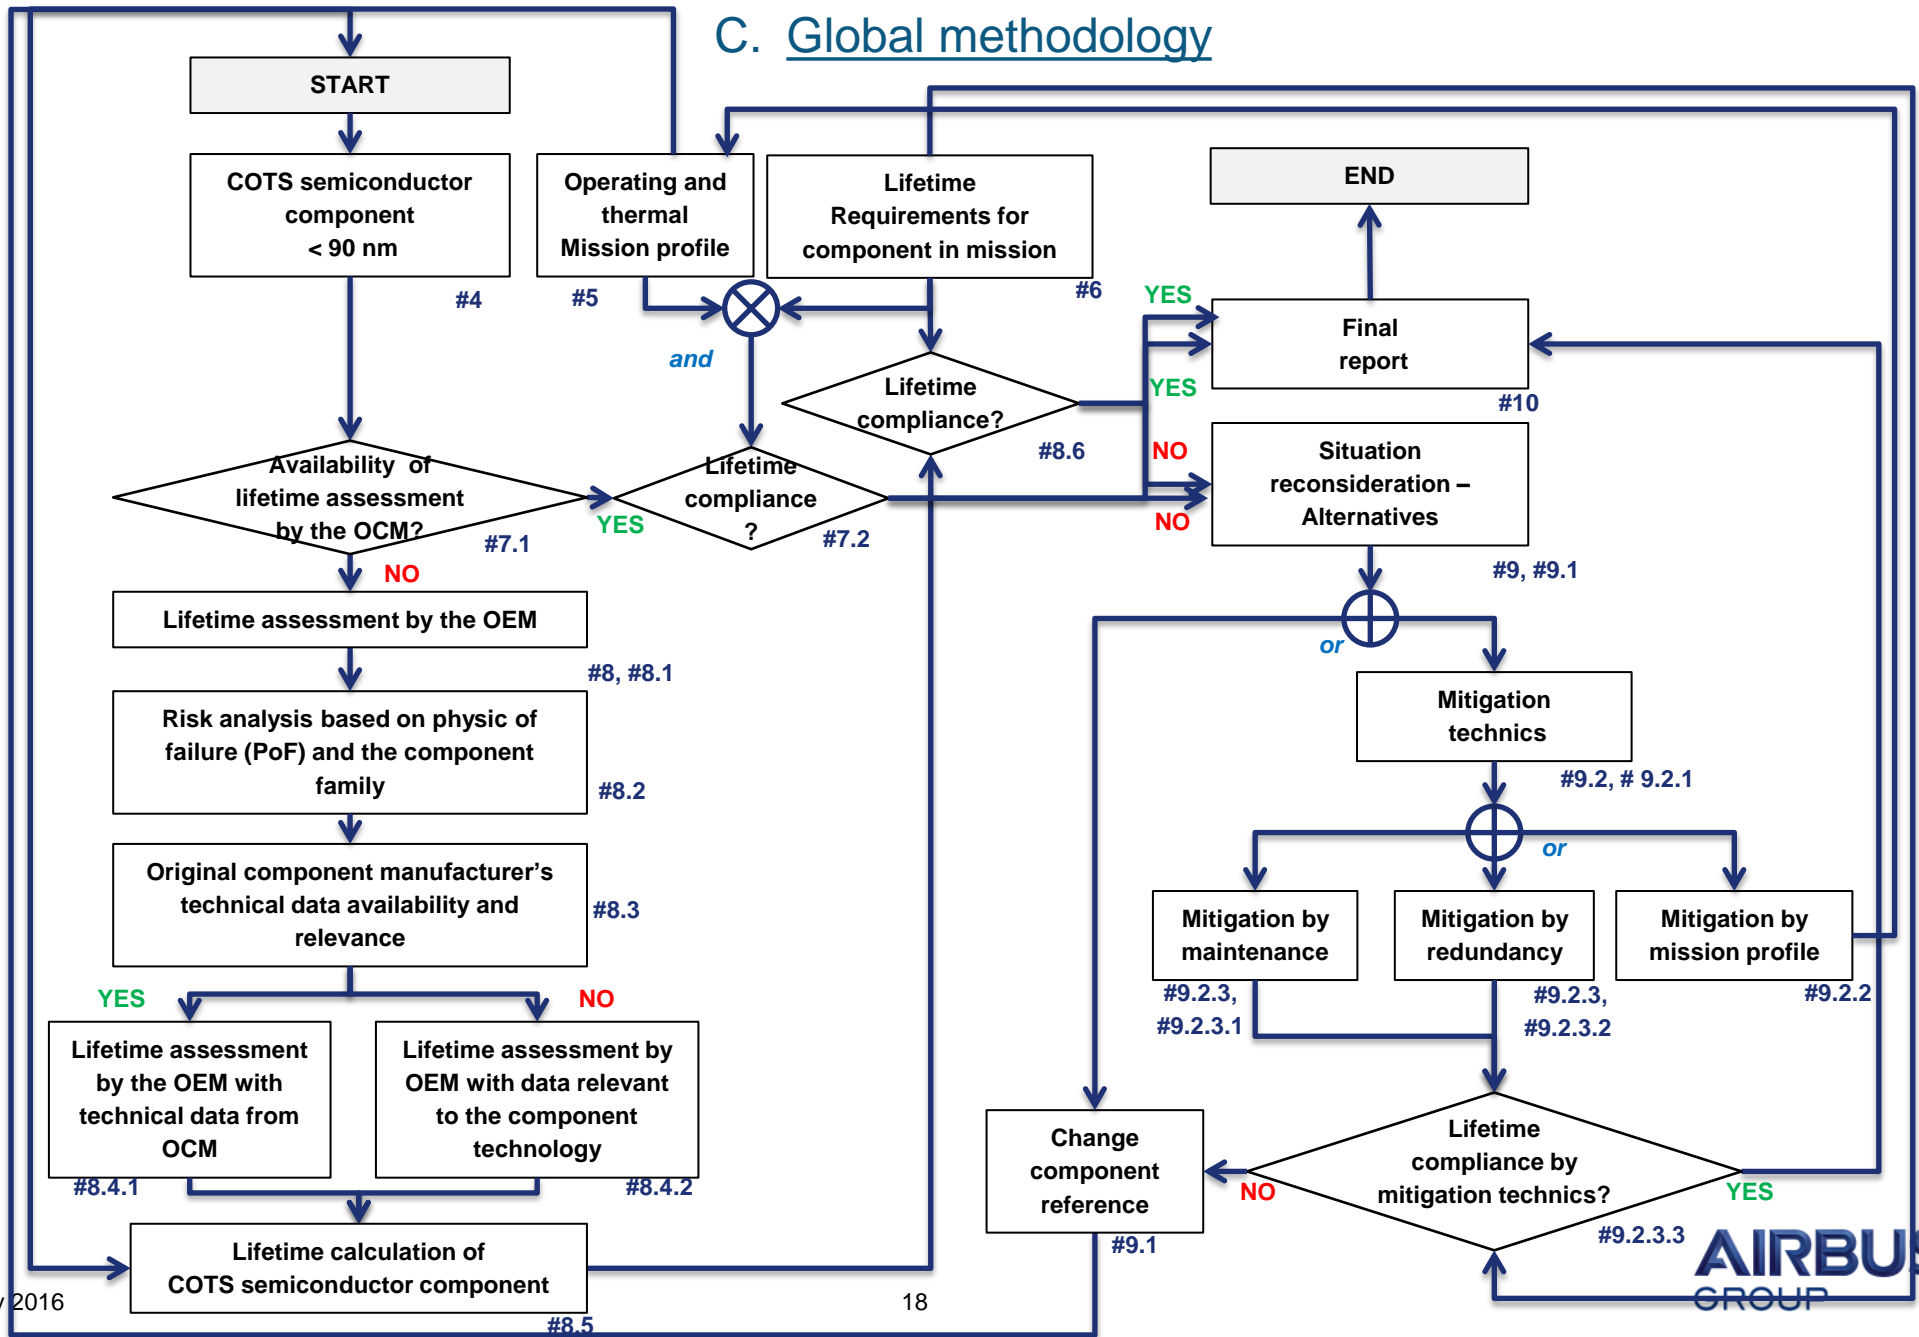 C. Global methodology
START
COTS semiconductor
component
< 90 nm
#4
Operating and
thermal
Mission profile
#5
and
Lifetime
Requirements for
component in mission
#6
END
YES
Final
report
#10
YES
Lifetime
compliance?
#8.6
NO
NO
Situation
reconsideration –
Alternatives
#9, #9.1
Availability of
lifetime assessment
by the OCM?
#7.1
YES
NO
Lifetime
compliance
?
#7.2
Lifetime assessment by the OEM
#8, #8.1
Risk analysis based on physic of
failure (PoF) and the component
family
#8.2
Original component manufacturer's
technical data availability and
relevance
#8.3
YES
NO
Lifetime assessment
by the OEM with
technical data from
OCM
#8.4.1
Lifetime assessment by
OEM with data relevant
to the component
technology
#8.4.2
Lifetime calculation of
COTS semiconductor component
#8.5
or
Mitigation
technics
#9.2, # 9.2.1
or
Mitigation by
maintenance
#9.2.3,
#9.2.3.1
Mitigation by
redundancy
#9.2.3,
#9.2.3.2
Mitigation by
mission profile
#9.2.2
Change
component
reference
#9.1
NO
Lifetime
compliance by
mitigation technics?
YES
#9.2.3.3
AIRBUS
GROUP
y 2016
18